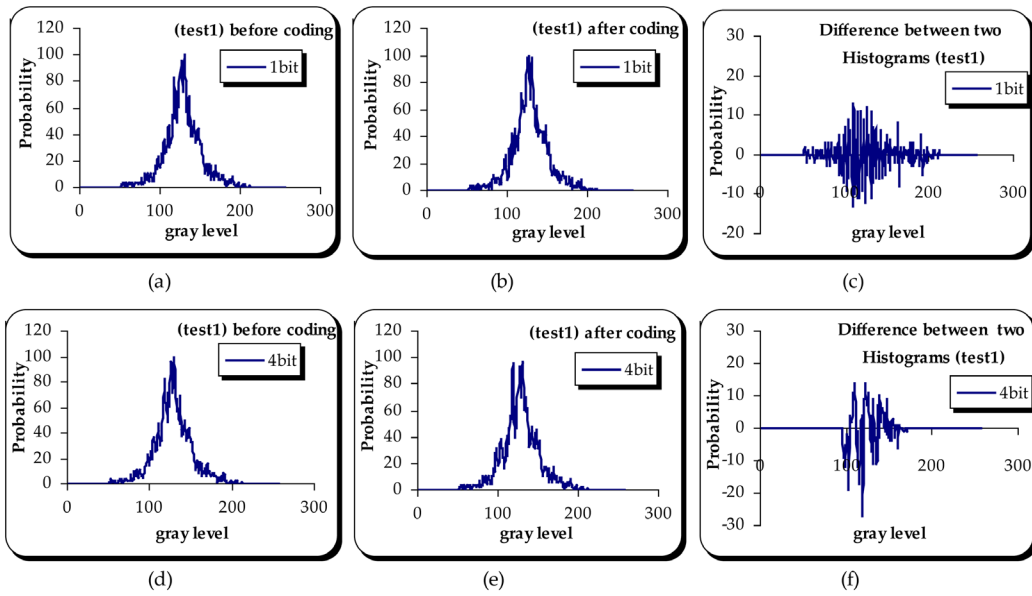 (test1) before coding
1bit
Probability
120
100
80
60
40
20
0
0 100 200 300
gray level
(a)
(test1) after coding
1bit
Probability
120
100
80
60
40
20
0
0 100 200 300
gray level
(b)
Difference between two
Histograms (test1)
1bit
Probability
30
20
10
0
-10
-20
0 100 200 300
gray level
(c)
(test1) before coding
4bit
Probability
120
100
80
60
40
20
0
0 100 200 300
gray level
(d)
(test1) after coding
4bit
Probability
120
100
80
60
40
20
0
0 100 200 300
gray level
(e)
Difference between two
Histograms (test1)
4bit
Probability
30
20
10
0
-10
-20
-30
0 100 200 300
gray level
(f)